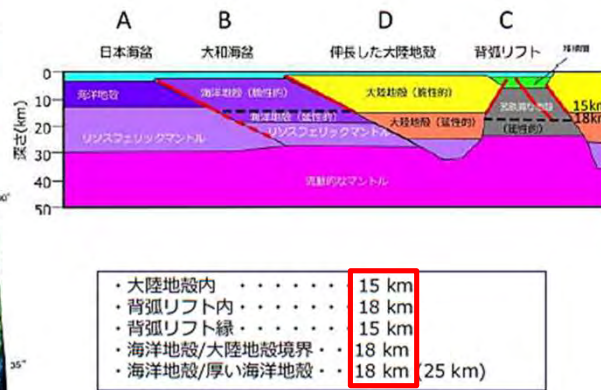 A B D C
日本海盆 大和海盆 伸長した大陸地殻 背弧リフト 堆積層
深さ(km)
0
10
20
30
40
50
海洋地殻
海洋地殻（脆性的）
大陸地殻（脆性的）
15km
海洋地殻（延性的）
大陸地殻（延性的）
18km
（延性的）
リソスフェリックマントル
リソスフェリックマントル
流動的なマントル
・大陸地殻内 ・・・・・・・ 15 km
・背弧リフト内・・・・・・ 18 km
・背弧リフト縁・・・・・・ 15 km
・海洋地殻/大陸地殻境界・・ 18 km
・海洋地殻/厚い海洋地殻・・ 18 km (25 km)
35°